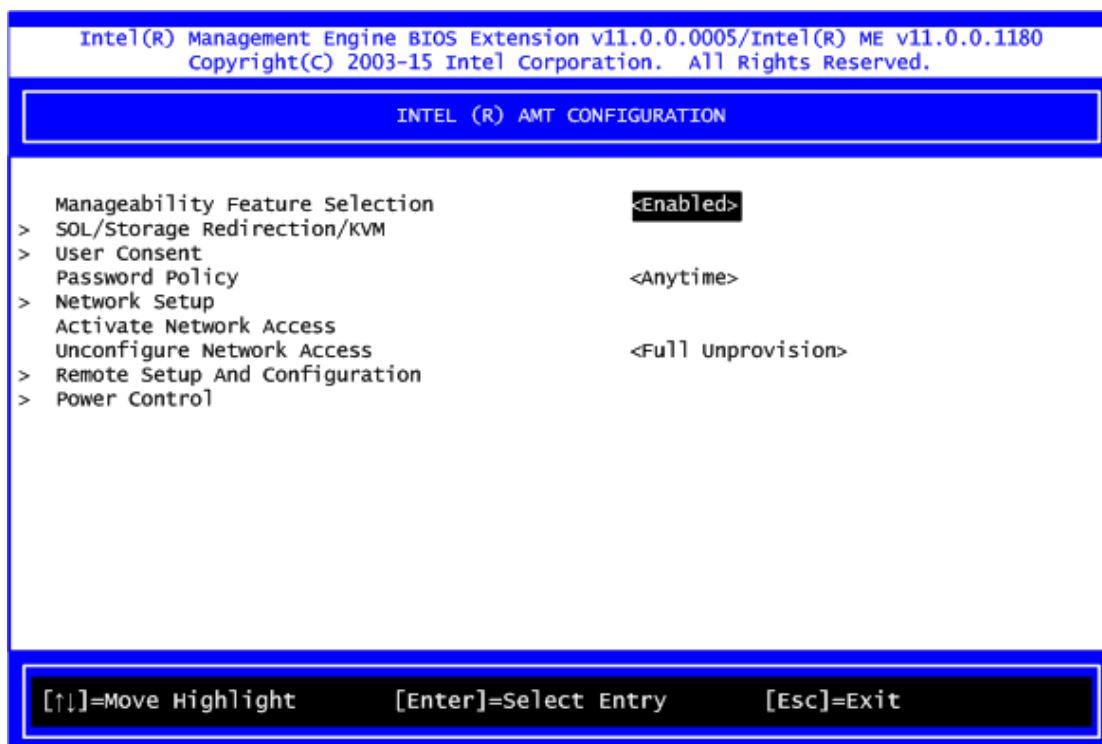 Intel(R) Management Engine BIOS Extension v11.0.0.0005/Intel(R) ME v11.0.0.1180
Copyright(C) 2003-15 Intel Corporation. All Rights Reserved.
INTEL (R) AMT CONFIGURATION
Manageability Feature Selection <Enabled>
> SOL/Storage Redirection/KVM
> User Consent
Password Policy <Anytime>
> Network Setup
Activate Network Access
Unconfigure Network Access <Full Unprovision>
> Remote Setup And Configuration
> Power Control
[↑↓]=Move Highlight [Enter]=Select Entry [Esc]=Exit